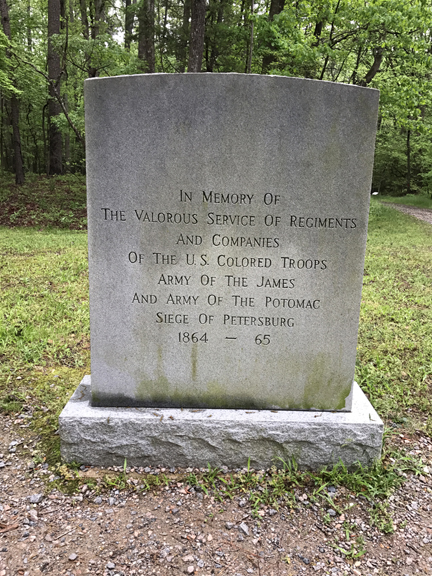 In Memory Of
The Valorous Service Of Regiments
And Companies
Of The U.S. Colored Troops
Army Of The James
And Army Of The Potomac
Siege Of Petersburg
1864 — 65